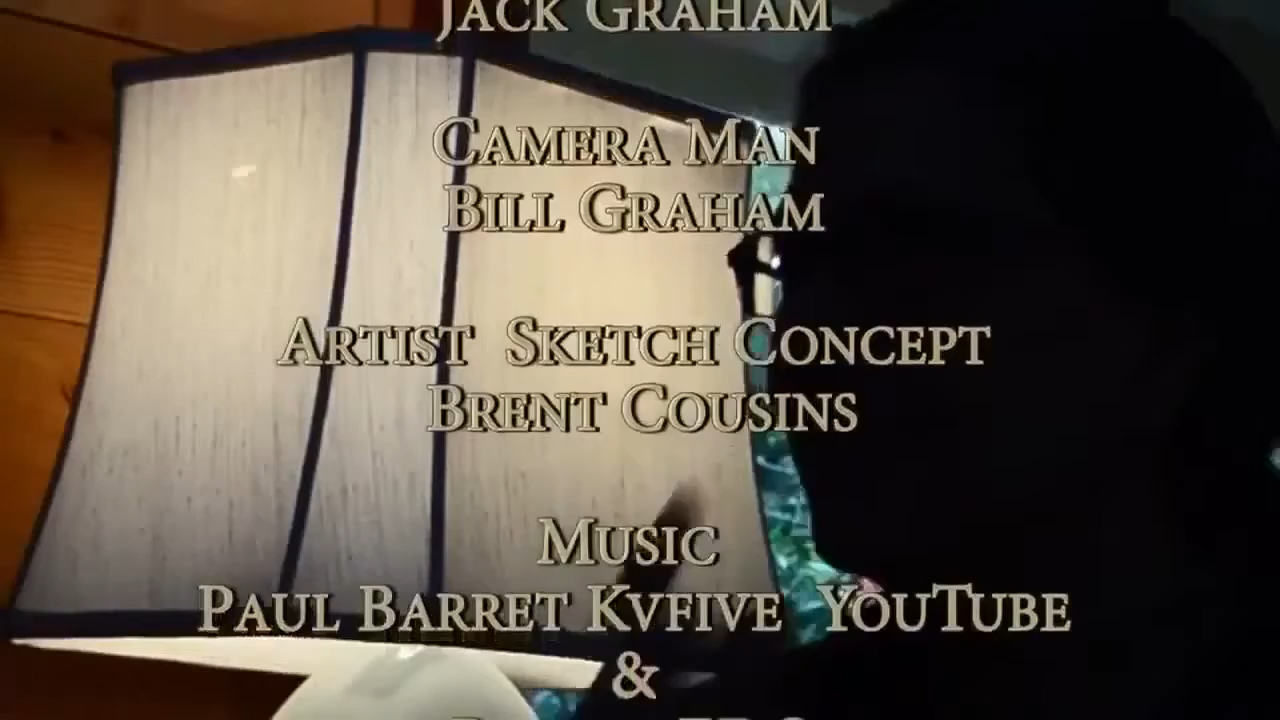 JACK GRAHAM
CAMERA MAN
BILL GRAHAM
ARTIST SKETCH CONCEPT
BRENT COUSINS
MUSIC
PAUL BARRET KVFIVE YOUTUBE
&